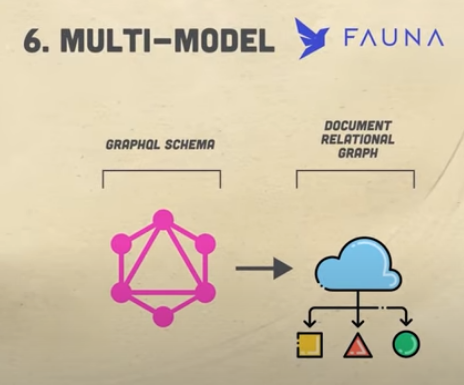 6. MULTI-MODEL
FAUNA
GRAPHQL SCHEMA
DOCUMENT
RELATIONAL
GRAPH